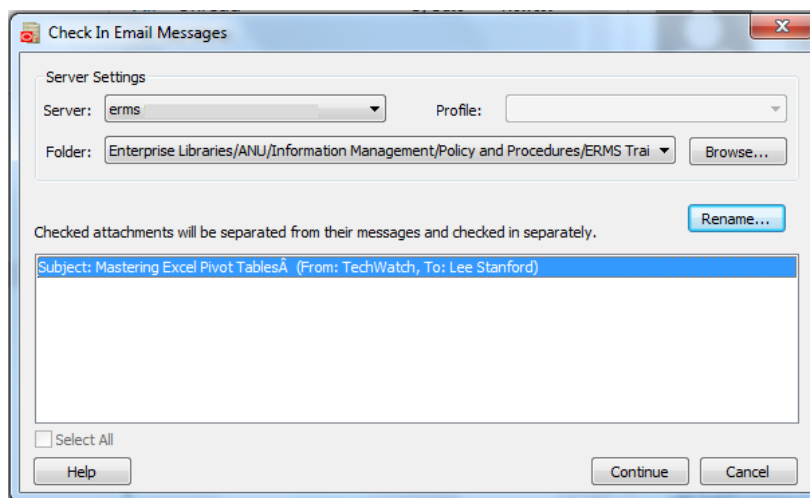 Check In Email Messages
Server Settings
Server: erms Profile:
Folder: Enterprise Libraries/ANU/Information Management/Policy and Procedures/ERMS Trai Browse...
Rename...
Checked attachments will be separated from their messages and checked in separately.
Subject: Mastering Excel Pivot TablesÂ (From: TechWatch, To: Lee Stanford)
Select All
Help Continue Cancel